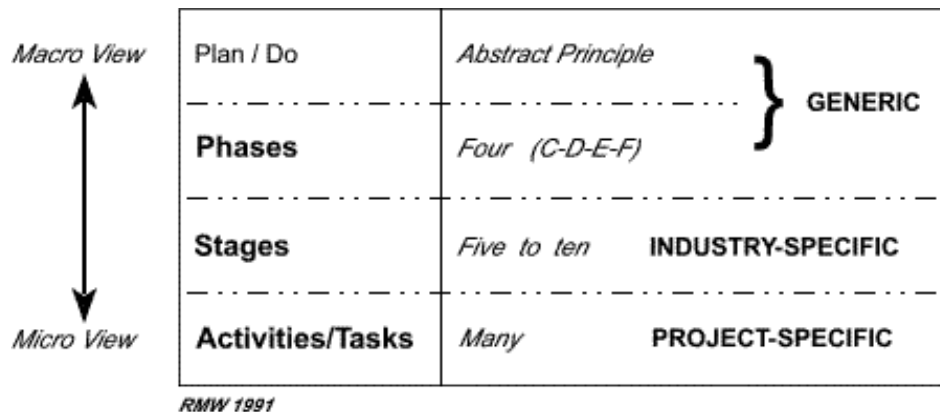 Macro View Plan / Do Abstract Principle
GENERIC
Phases Four (C-D-E-F)
Stages Five to ten INDUSTRY-SPECIFIC
Micro View Activities/Tasks Many PROJECT-SPECIFIC
RMW 1991